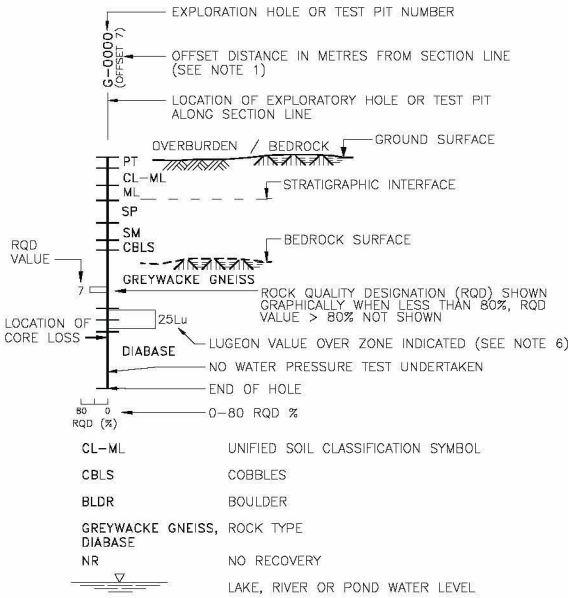 EXPLORATION HOLE OR TEST PIT NUMBER
G-0000
(OFFSET 7)
OFFSET DISTANCE IN METRES FROM SECTION LINE
(SEE NOTE 1)
LOCATION OF EXPLORATORY HOLE OR TEST PIT
ALONG SECTION LINE
OVERBURDEN / BEDROCK
GROUND SURFACE
PT
CL-ML
ML
STRATIGRAPHIC INTERFACE
SP
SM
CBLS
BEDROCK SURFACE
RQD
VALUE
GREYWACKE GNEISS
7
ROCK QUALITY DESIGNATION (RQD) SHOWN
GRAPHICALLY WHEN LESS THAN 80%, RQD
VALUE > 80% NOT SHOWN
25Lu
LOCATION OF
CORE LOSS
LUGEON VALUE OVER ZONE INDICATED (SEE NOTE 6)
DIABASE
NO WATER PRESSURE TEST UNDERTAKEN
END OF HOLE
80 0
RQD (%)
0-80 RQD %
CL-ML UNIFIED SOIL CLASSIFICATION SYMBOL
CBLS COBBLES
BLDR BOULDER
GREYWACKE GNEISS, ROCK TYPE
DIABASE
NR NO RECOVERY
LAKE, RIVER OR POND WATER LEVEL